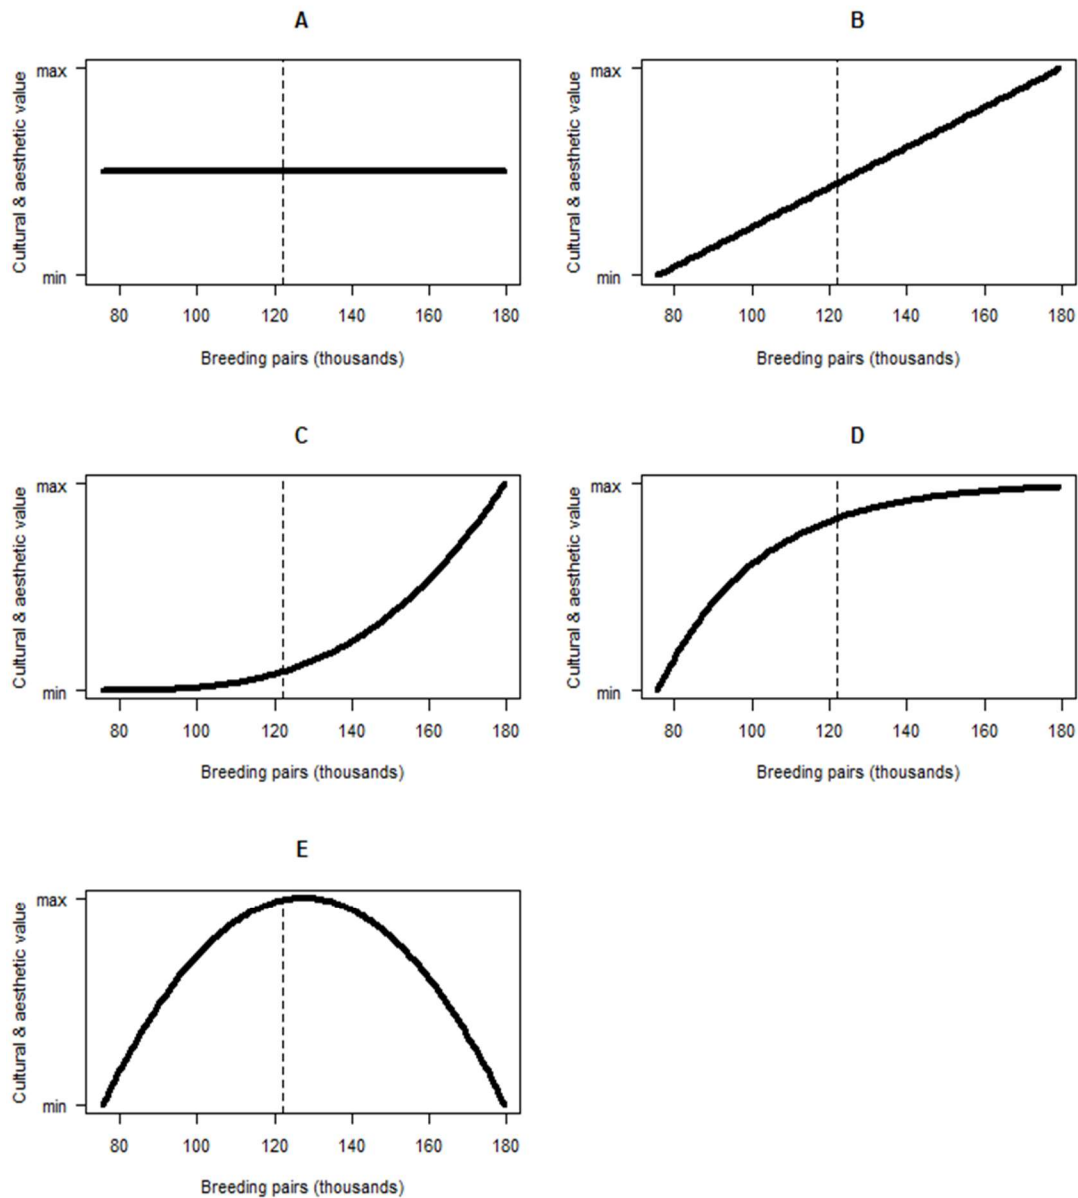 A
Cultural & aesthetic value
max
min
80 100 120 140 160 180
Breeding pairs (thousands)
B
Cultural & aesthetic value
max
min
80 100 120 140 160 180
Breeding pairs (thousands)
C
Cultural & aesthetic value
max
min
80 100 120 140 160 180
Breeding pairs (thousands)
D
Cultural & aesthetic value
max
min
80 100 120 140 160 180
Breeding pairs (thousands)
E
Cultural & aesthetic value
max
min
80 100 120 140 160 180
Breeding pairs (thousands)